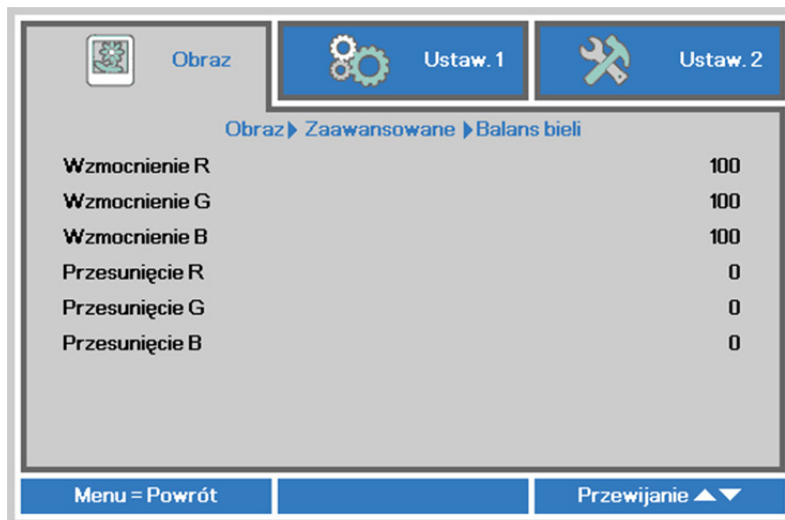 Obraz Ustaw. 1 Ustaw. 2
Obraz▶ Zaawansowane ▶Balans bieli
Wzmocnienie R 100
Wzmocnienie G 100
Wzmocnienie B 100
Przesunięcie R 0
Przesunięcie G 0
Przesunięcie B 0
Menu = Powrót Przewijanie ▲▼